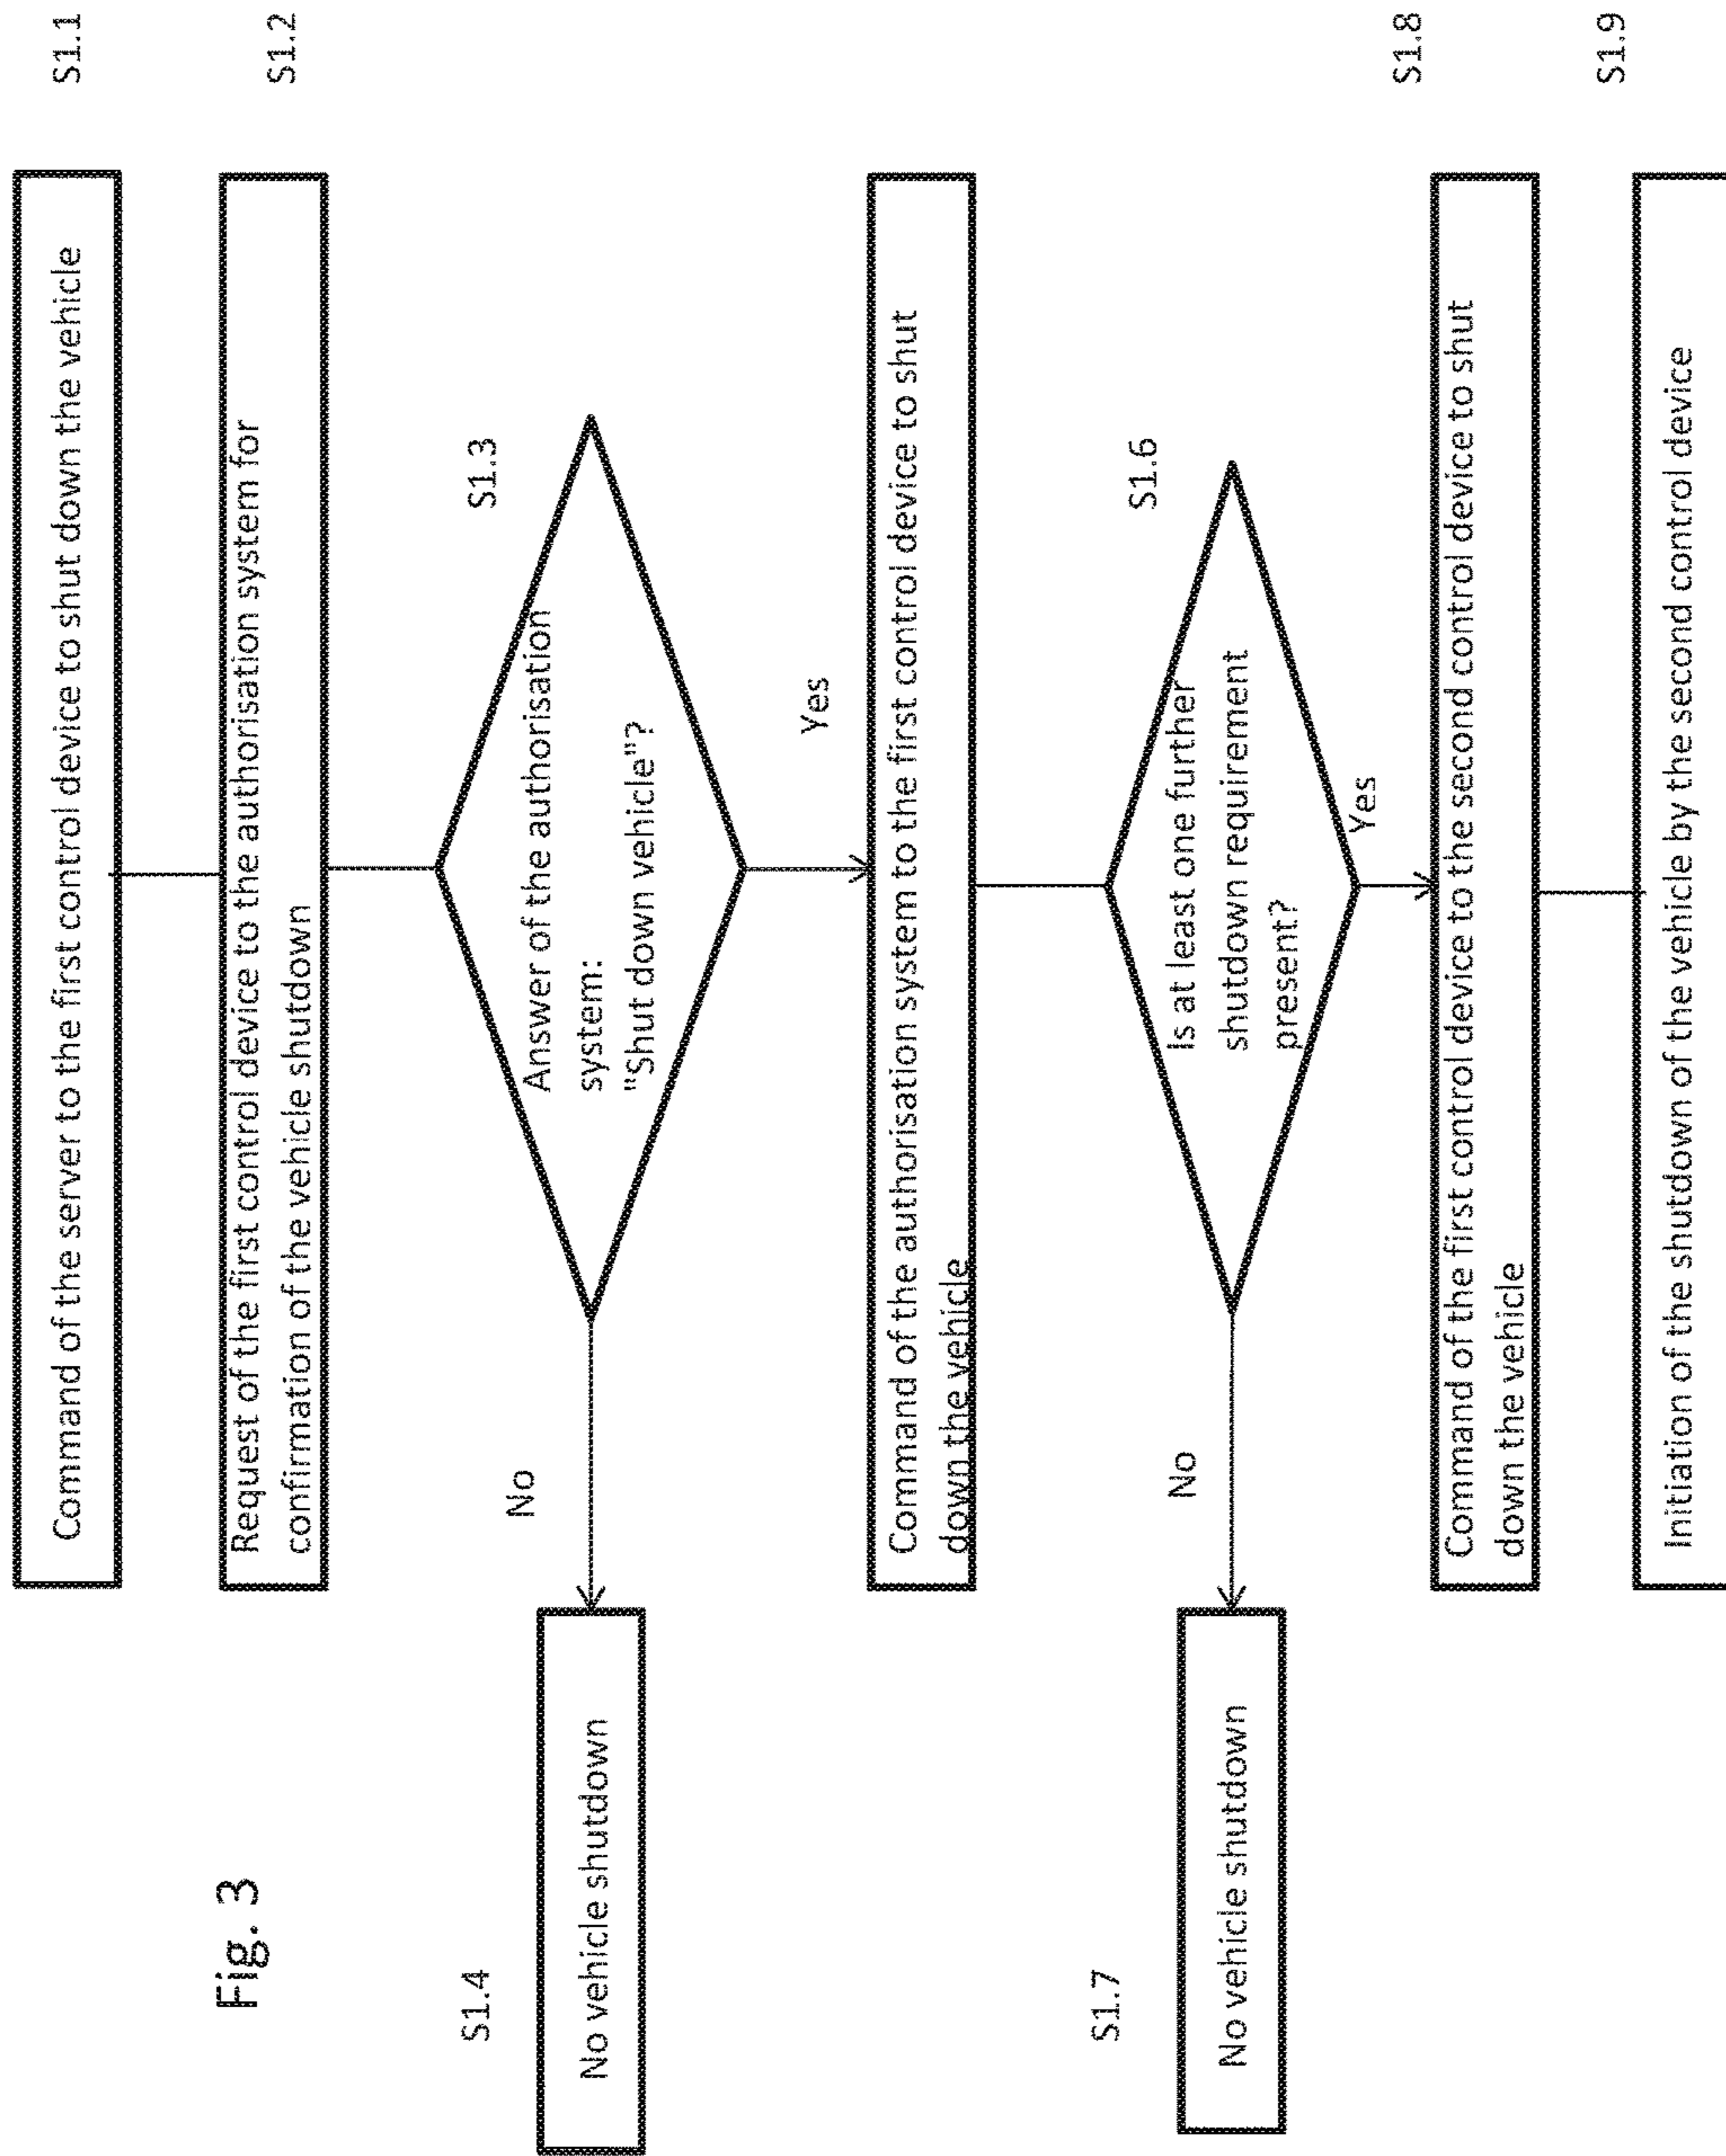 Fig. 3
Command of the server to the first control device to shut down the vehicle
S1.1
Request of the first control device to the authorisation system for
confirmation of the vehicle shutdown
S1.2
S1.3
Answer of the authorisation
system:
"Shut down vehicle"?
No
S1.4
No vehicle shutdown
Yes
Command of the authorisation system to the first control device to shut
down the vehicle
S1.6
Is at least one further
shutdown requirement
present?
No
S1.7
No vehicle shutdown
Yes
Command of the first control device to the second control device to shut
down the vehicle
S1.8
Initiation of the shutdown of the vehicle by the second control device
S1.9